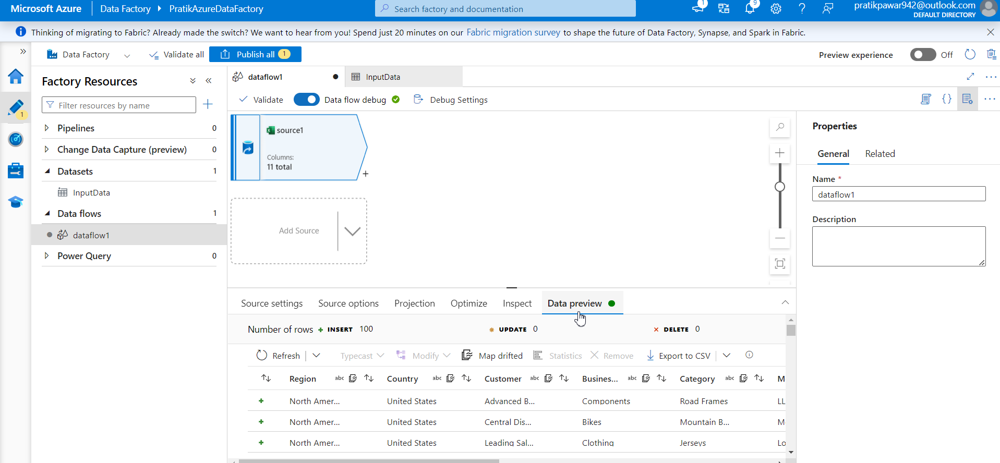 Microsoft Azure Data Factory PratikAzureDataFactory Search factory and documentation 1 9 pratikpawar942@outlook.com
DEFAULT DIRECTORY
Thinking of migrating to Fabric? Already made the switch? We want to hear from you! Spend just 20 minutes on our Fabric migration survey to shape the future of Data Factory, Synapse, and Spark in Fabric.
Data Factory Validate all Publish all 1 Preview experience Off
Factory Resources
Filter resources by name
1
Pipelines 0
Change Data Capture (preview) 0
Datasets 1
InputData
Data flows 1
dataflow1
Power Query 0
dataflow1 InputData
Validate Data flow debug Debug Settings
source1
Columns:
11 total
Add Source
Properties
General Related
Name *
dataflow1
Description
Source settings Source options Projection Optimize Inspect Data preview
Number of rows INSERT 100 UPDATE 0 DELETE 0
Refresh Typecast Modify Map drifted Statistics Remove Export to CSV
Region abc Country abc Customer abc Busines... abc Category abc M
North Amer... United States Advanced B... Components Road Frames LL
North Amer... United States Central Dis... Bikes Mountain B... M
North Amer... United States Leading Sal... Clothing Jerseys Lo